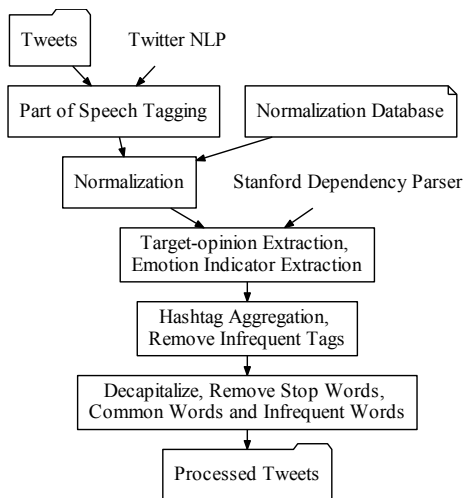 Tweets
Twitter NLP
Part of Speech Tagging
Normalization Database
Normalization
Stanford Dependency Parser
Target-opinion Extraction,
Emotion Indicator Extraction
Hashtag Aggregation,
Remove Infrequent Tags
Decapitalize, Remove Stop Words,
Common Words and Infrequent Words
Processed Tweets